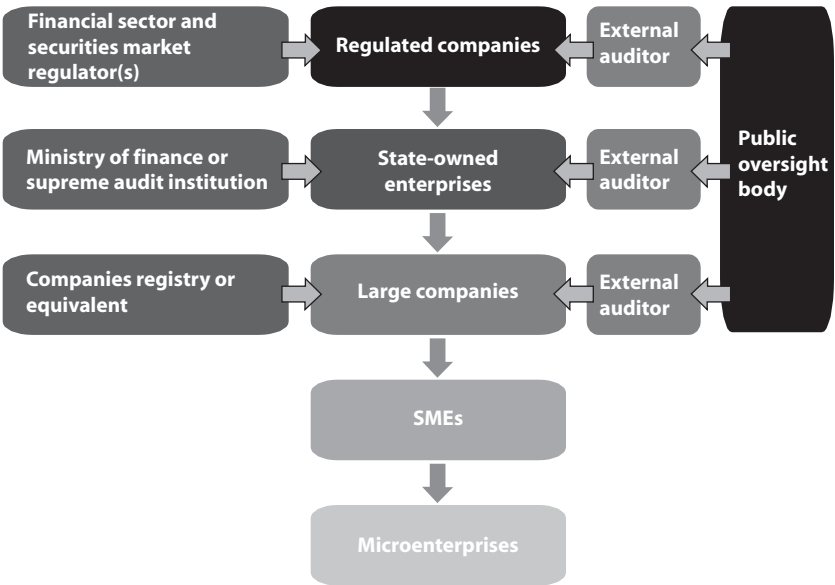 Financial sector and
securities market
regulator(s)
Regulated companies
External
auditor
Public
oversight
body
Ministry of finance or
supreme audit institution
State-owned
enterprises
External
auditor
Companies registry or
equivalent
Large companies
External
auditor
SMEs
Microenterprises